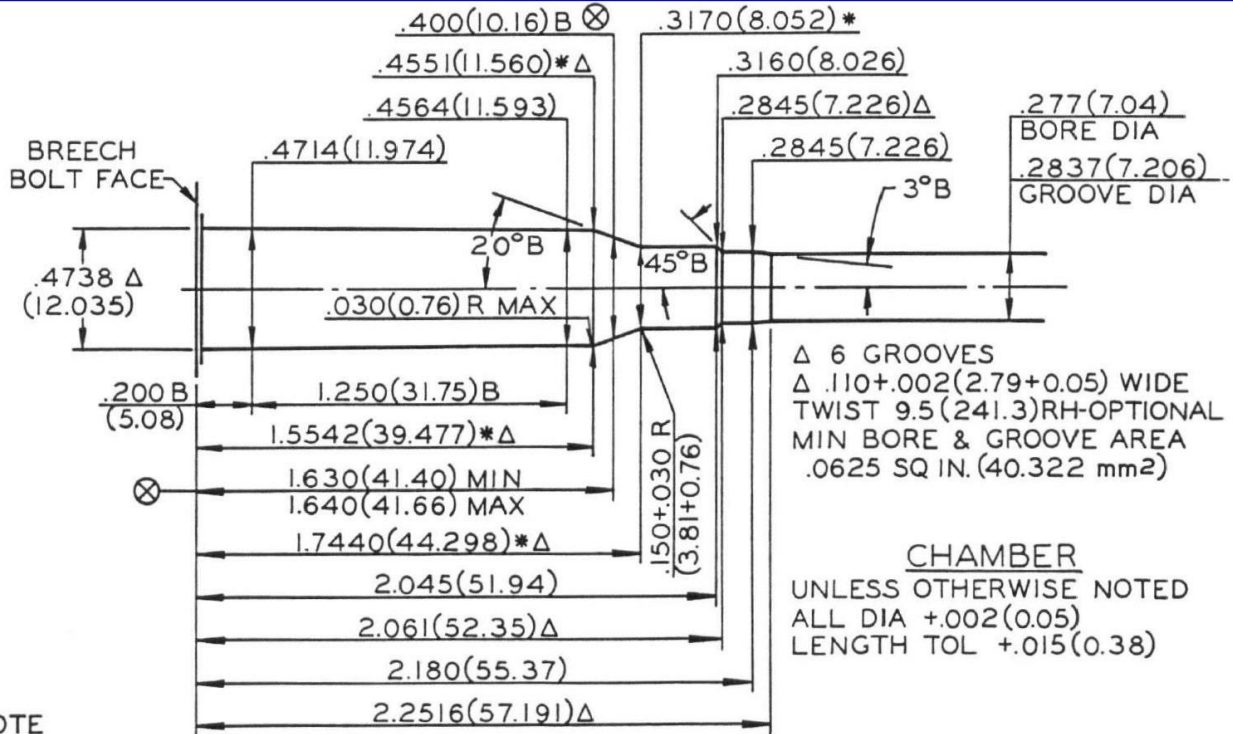 .400(10.16)B ⊗
.3170(8.052)*
.4551(11.560)*Δ
.3160(8.026)
.4564(11.593)
.2845(7.226)Δ
.277(7.04)
BORE DIA
BREECH
BOLT FACE
.4714(11.974)
.2845(7.226)
.2837(7.206)
GROOVE DIA
3°B
20°B
45°B
.4738 Δ
(12.035)
.030(0.76) R MAX
.200 B
(5.08)
1.250(31.75)B
1.5542(39.477)*Δ
⊗
1.630(41.40) MIN
1.640(41.66) MAX
1.7440(44.298)*Δ
.150+.030 R
(3.81+0.76)
2.045(51.94)
2.061(52.35)Δ
2.180(55.37)
2.2516(57.191)Δ
Δ 6 GROOVES
Δ .110+.002(2.79+0.05) WIDE
TWIST 9.5(241.3)RH-OPTIONAL
MIN BORE & GROOVE AREA
.0625 SQ IN.(40.322 mm2)
CHAMBER
UNLESS OTHERWISE NOTED
ALL DIA +.002(0.05)
LENGTH TOL +.015(0.38)
OTE